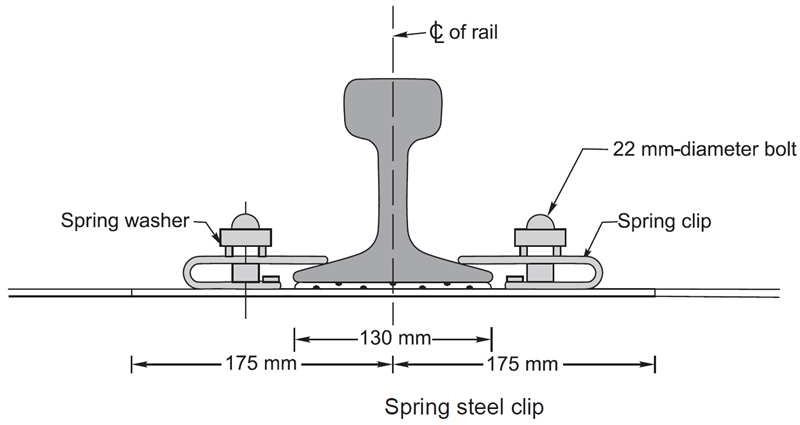 ℄ of rail
22 mm-diameter bolt
Spring washer
Spring clip
130 mm
175 mm
175 mm
Spring steel clip